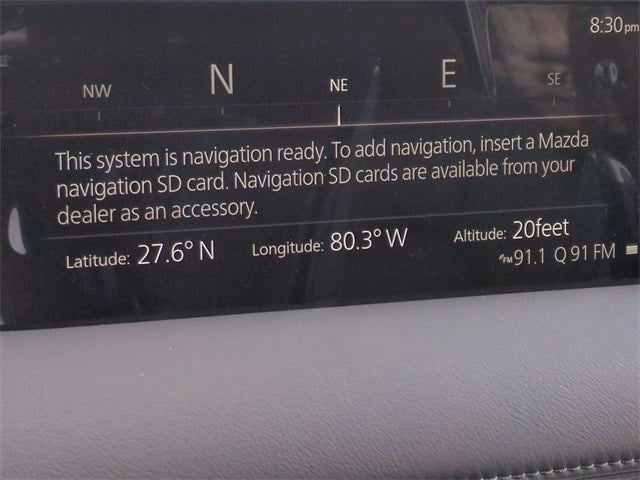 8:30pm
NW N NE E SE
This system is navigation ready. To add navigation, insert a Mazda
navigation SD card. Navigation SD cards are available from your
dealer as an accessory.
Latitude: 27.6° N Longitude: 80.3° W Altitude: 20feet
FM 91.1 Q 91 FM